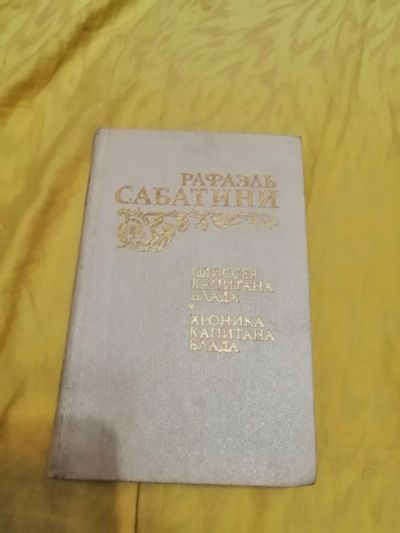 РАФАЭЛЬ
САБАТИНИ
ОДИССЕЯ
КАПИТАНА
БЛАДА
ХРОНИКА
КАПИТАНА
БЛАДА